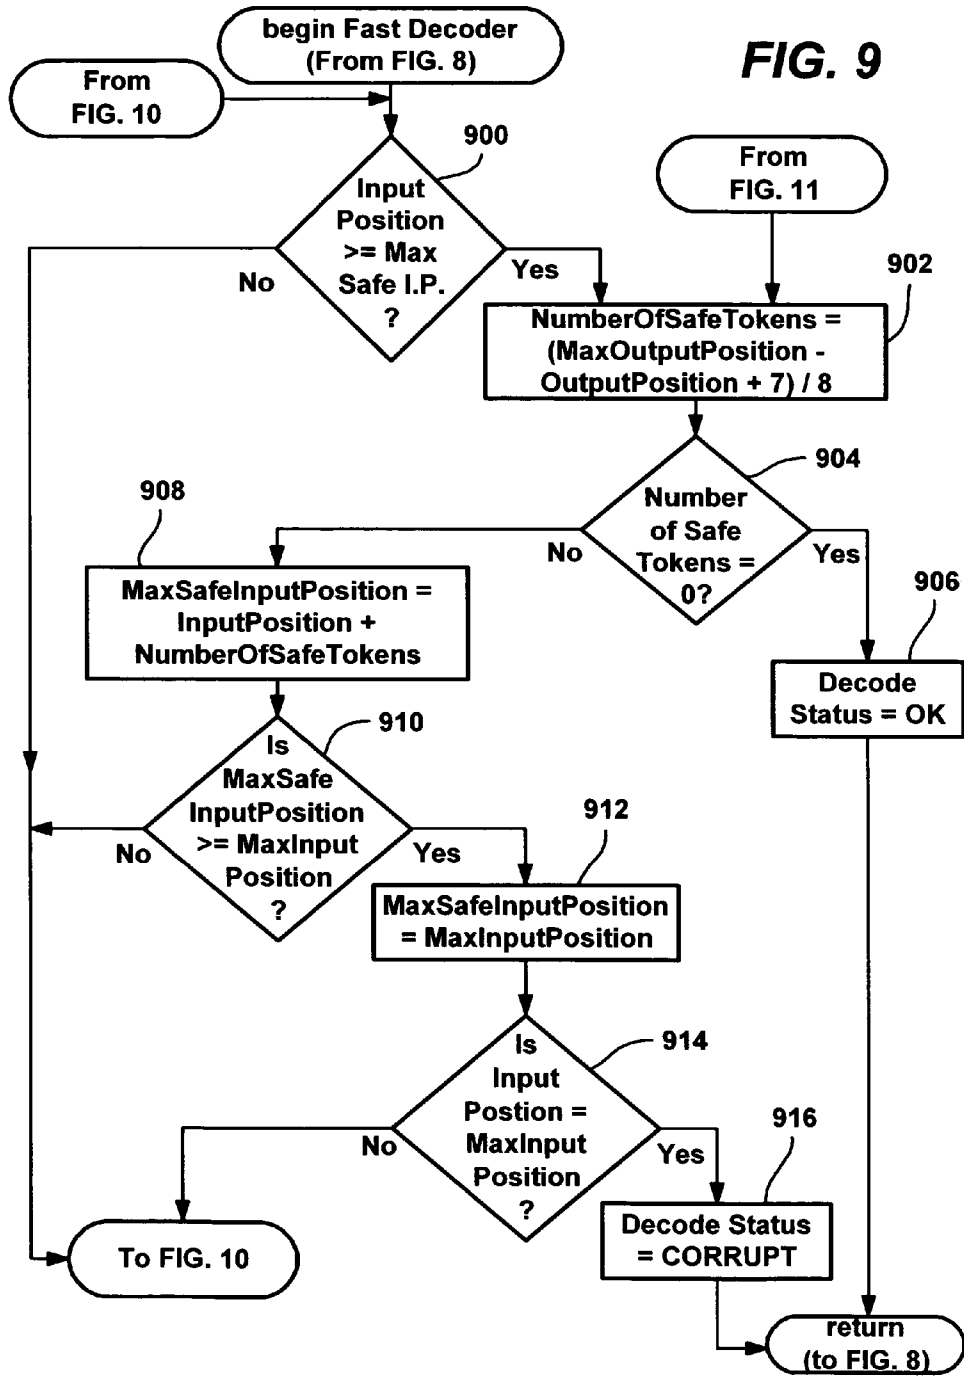 begin Fast Decoder
(From FIG. 8)
FIG. 9
From
FIG. 10
900
From
FIG. 11
Input
Position
>= Max
Safe I.P.
?
No
Yes
902
NumberOfSafeTokens =
(MaxOutputPosition -
OutputPosition + 7) / 8
904
Number
of Safe
Tokens =
0?
No
Yes
908
MaxSafeInputPosition =
InputPosition +
NumberOfSafeTokens
906
Decode
Status = OK
910
Is
MaxSafe
InputPosition
>= MaxInput
Position
?
No
Yes
912
MaxSafeInputPosition
= MaxInputPosition
914
Is
Input
Postion =
MaxInput
Position
?
No
Yes
916
Decode Status
= CORRUPT
To FIG. 10
return
(to FIG. 8)